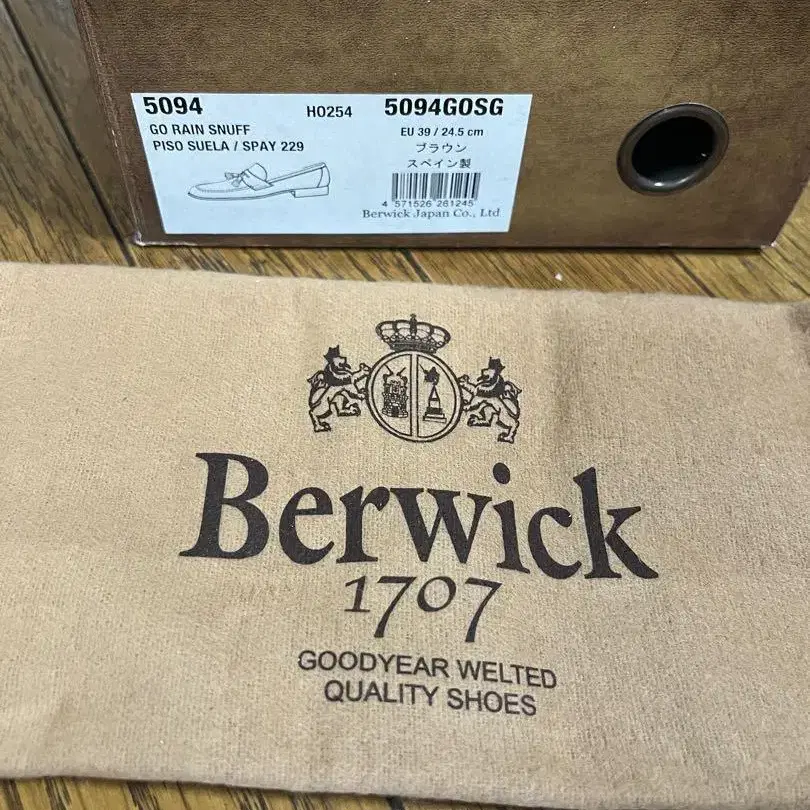 5094 HO254 5094GOSG
GO RAIN SNUFF EU 39 / 24.5 cm
PISO SUELA / SPAY 229 ブラウン
スペイン製
4 571526 261245
Berwick Japan Co., Ltd
Berwick
1707
GOODYEAR WELTED
QUALITY SHOES